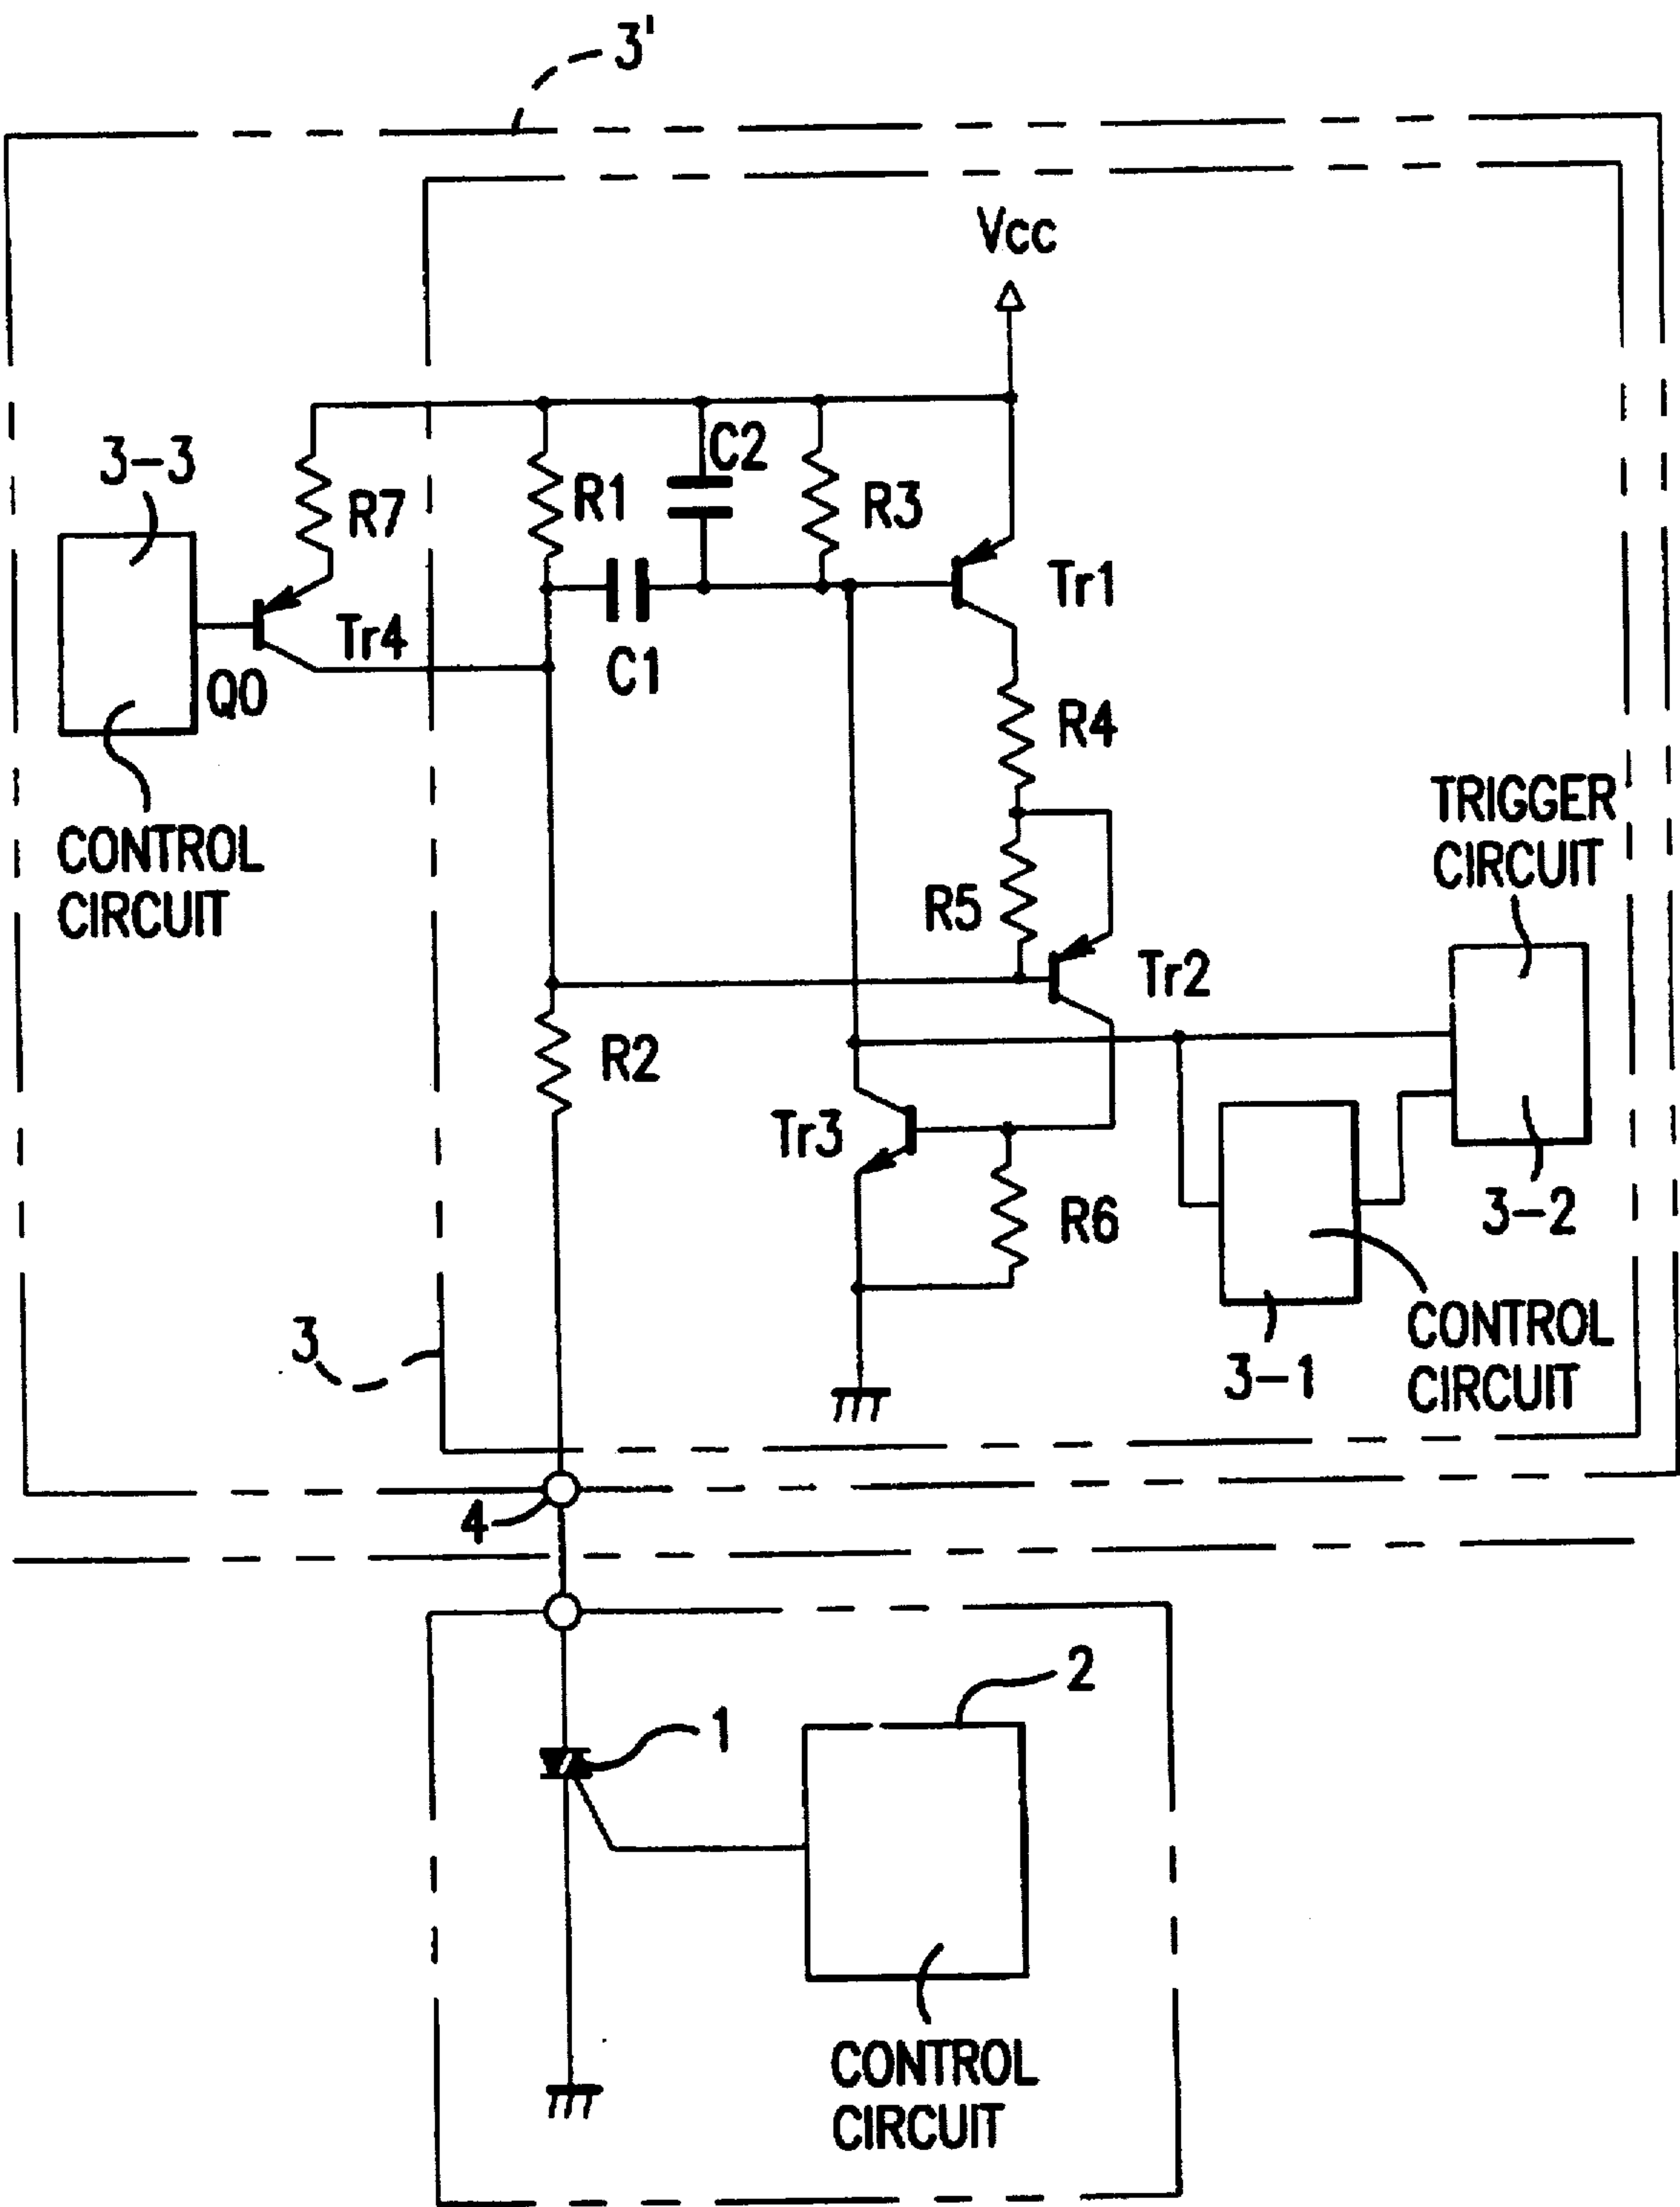 3'
Vcc
3-3
R7
R1
C2
R3
Tr1
Tr4
Q0
C1
R4
CONTROL
CIRCUIT
TRIGGER
CIRCUIT
R5
Tr2
R2
Tr3
R6
3-2
3
3-1
CONTROL
CIRCUIT
4
1
2
CONTROL
CIRCUIT